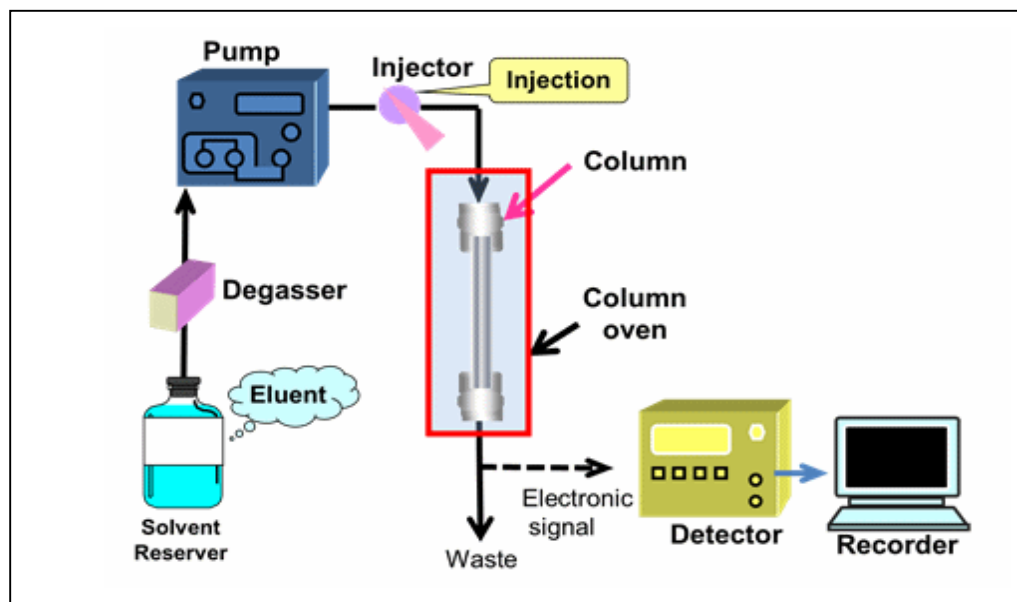 Pump
Injector
Injection
Column
Degasser
Column
oven
Eluent
Electronic
signal
Solvent
Reserver
Waste
Detector
Recorder